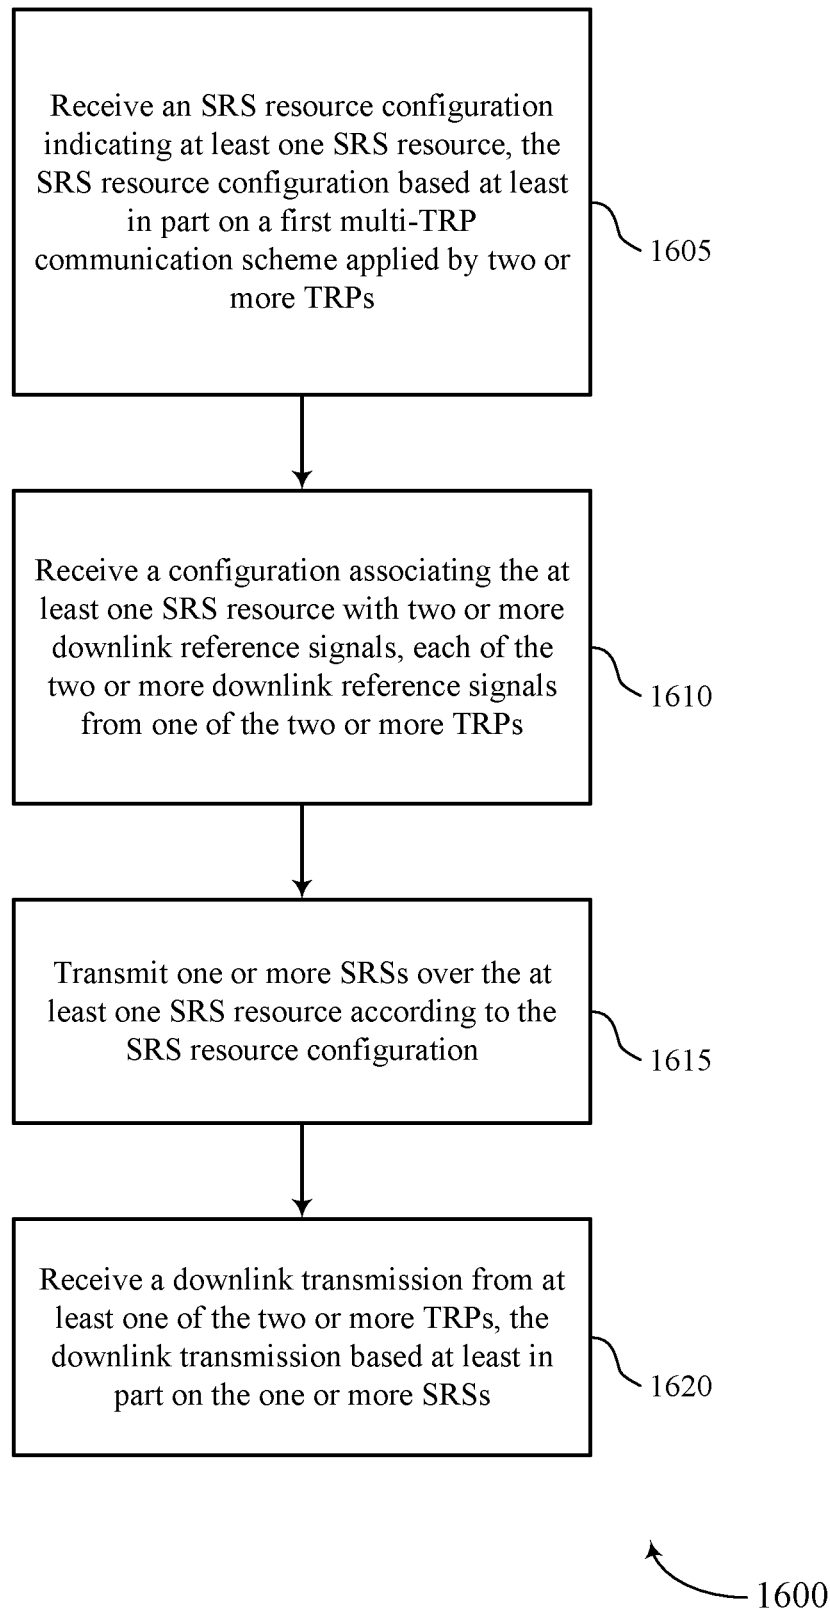 Receive an SRS resource configuration
indicating at least one SRS resource, the
SRS resource configuration based at least
in part on a first multi-TRP
communication scheme applied by two or
more TRPs
1605
Receive a configuration associating the at
least one SRS resource with two or more
downlink reference signals, each of the
two or more downlink reference signals
from one of the two or more TRPs
1610
Transmit one or more SRSs over the at
least one SRS resource according to the
SRS resource configuration
1615
Receive a downlink transmission from at
least one of the two or more TRPs, the
downlink transmission based at least in
part on the one or more SRSs
1620
1600